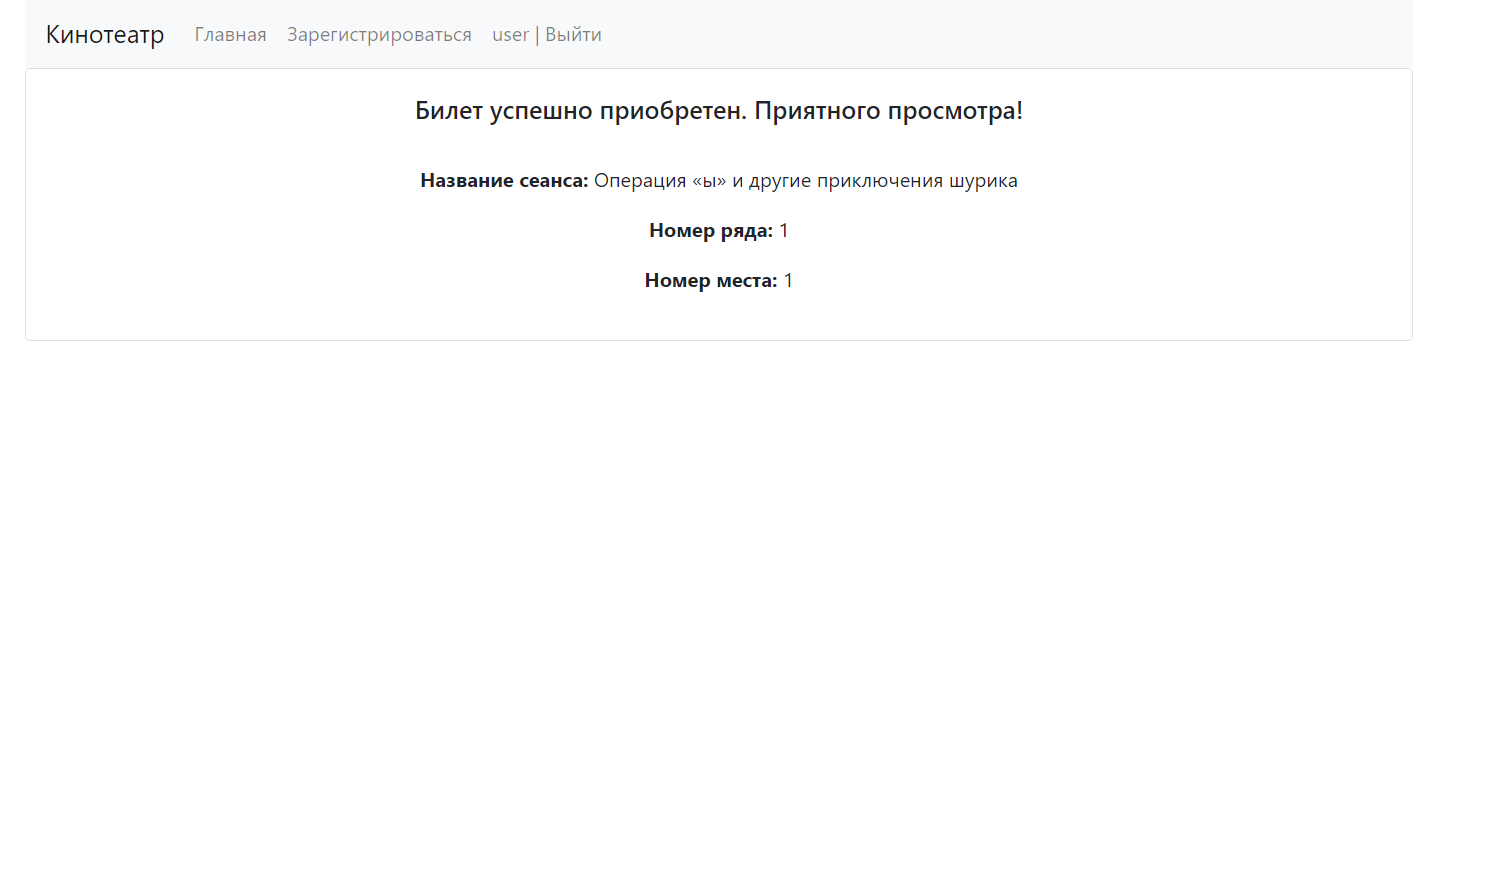 Кинотеатр Главная Зарегистрироваться user | Выйти
Билет успешно приобретен. Приятного просмотра!
Название сеанса: Операция «ы» и другие приключения шурика
Номер ряда: 1
Номер места: 1